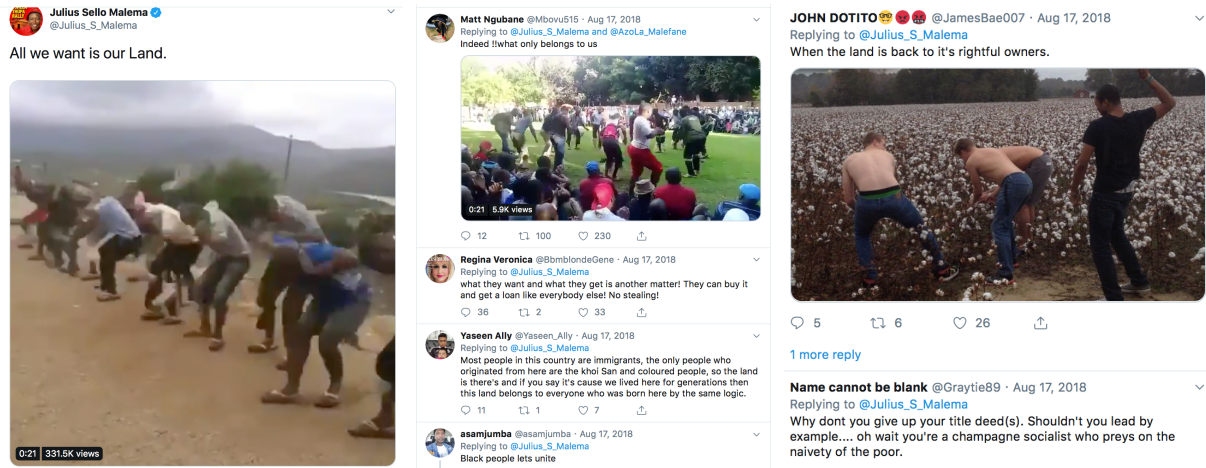 Julius Sello Malema
@Julius_S_Malema
All we want is our Land.
0:21 331.5K views
Matt Ngubane @Mbovu515 · Aug 17, 2018
Replying to @Julius_S_Malema and @AzoLa_Malefane
Indeed !!what only belongs to us
0:21 5.9K views
12 100 230
Regina Veronica @BbmblondeGene · Aug 17, 2018
Replying to @Julius_S_Malema
what they want and what they get is another matter! They can buy it
and get a loan like everybody else! No stealing!
36 2 33
Yaseen Ally @Yaseen_Ally · Aug 17, 2018
Replying to @Julius_S_Malema
Most people in this country are immigrants, the only people who
originated from here are the khoi San and coloured people, so the land
is there's and if you say it's cause we lived here for generations then
this land belongs to everyone who was born here by the same logic.
11 1 7
asamjumba @asamjumba · Aug 17, 2018
Replying to @Julius_S_Malema
Black people lets unite
JOHN DOTITO🤓😡🤬 @JamesBae007 · Aug 17, 2018
Replying to @Julius_S_Malema
When the land is back to it's rightful owners.
5 6 26
1 more reply
Name cannot be blank @Graytie89 · Aug 17, 2018
Replying to @Julius_S_Malema
Why dont you give up your title deed(s). Shouldn't you lead by
example.... oh wait you're a champagne socialist who preys on the
naivety of the poor.